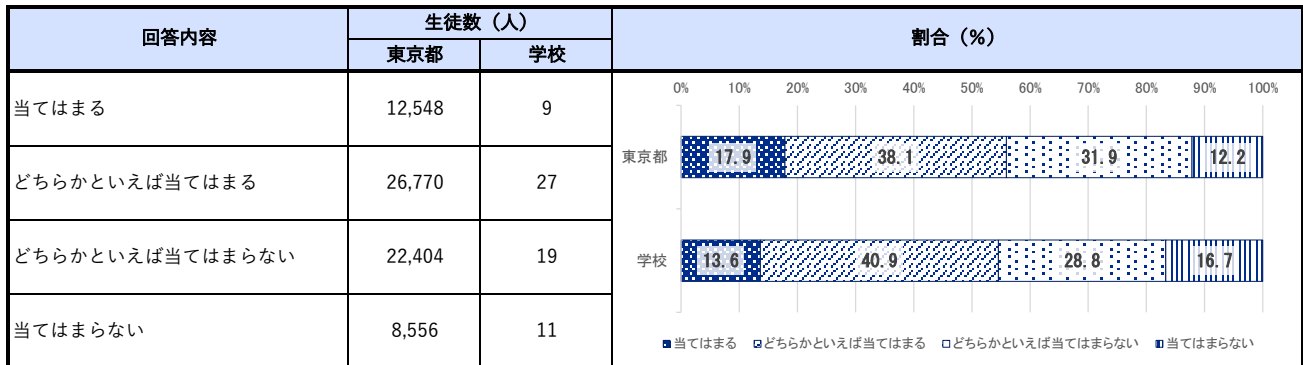 回答内容
生徒数（人）
割合（%）
東京都
学校
当てはまる
12,548
9
どちらかといえば当てはまる
26,770
27
どちらかといえば当てはまらない
22,404
19
当てはまらない
8,556
11
0% 10% 20% 30% 40% 50% 60% 70% 80% 90% 100%
東京都 17.9 38.1 31.9 12.2
学校 13.6 40.9 28.8 16.7
当てはまる どちらかといえば当てはまる どちらかといえば当てはまらない 当てはまらない